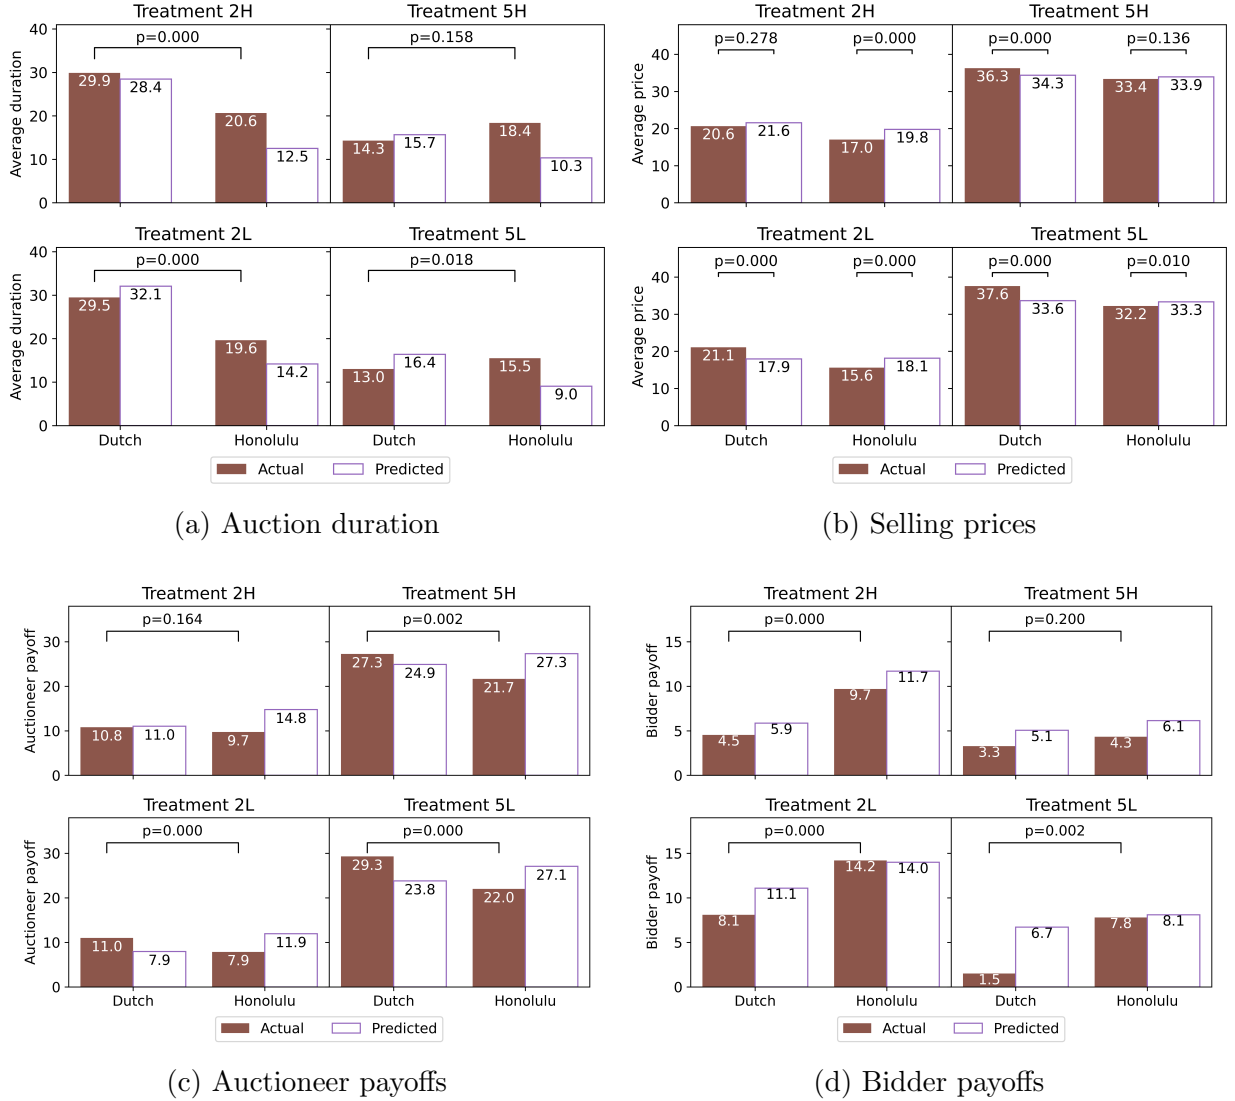 Treatment 2H
Treatment 5H
Average duration
40
30
20
10
0
p=0.000
p=0.158
29.9
28.4
20.6
12.5
14.3
15.7
18.4
10.3
Treatment 2L
Treatment 5L
Average duration
40
30
20
10
0
p=0.000
p=0.018
29.5
32.1
19.6
14.2
13.0
16.4
15.5
9.0
Dutch
Honolulu
Dutch
Honolulu
Actual
Predicted
(a) Auction duration
Treatment 2H
Treatment 5H
Average price
40
30
20
10
0
p=0.278
p=0.000
p=0.000
p=0.136
20.6
21.6
17.0
19.8
36.3
34.3
33.4
33.9
Treatment 2L
Treatment 5L
Average price
40
30
20
10
0
p=0.000
p=0.000
p=0.000
p=0.010
21.1
17.9
15.6
18.1
37.6
33.6
32.2
33.3
Dutch
Honolulu
Dutch
Honolulu
Actual
Predicted
(b) Selling prices
Treatment 2H
Treatment 5H
Auctioneer payoff
30
20
10
0
p=0.164
p=0.002
10.8
11.0
9.7
14.8
27.3
24.9
21.7
27.3
Treatment 2L
Treatment 5L
Auctioneer payoff
30
20
10
0
p=0.000
p=0.000
11.0
7.9
7.9
11.9
29.3
23.8
22.0
27.1
Dutch
Honolulu
Dutch
Honolulu
Actual
Predicted
(c) Auctioneer payoffs
Treatment 2H
Treatment 5H
Bidder payoff
15
10
5
0
p=0.000
p=0.200
4.5
5.9
9.7
11.7
3.3
5.1
4.3
6.1
Treatment 2L
Treatment 5L
Bidder payoff
15
10
5
0
p=0.000
p=0.002
8.1
11.1
14.2
14.0
1.5
6.7
7.8
8.1
Dutch
Honolulu
Dutch
Honolulu
Actual
Predicted
(d) Bidder payoffs